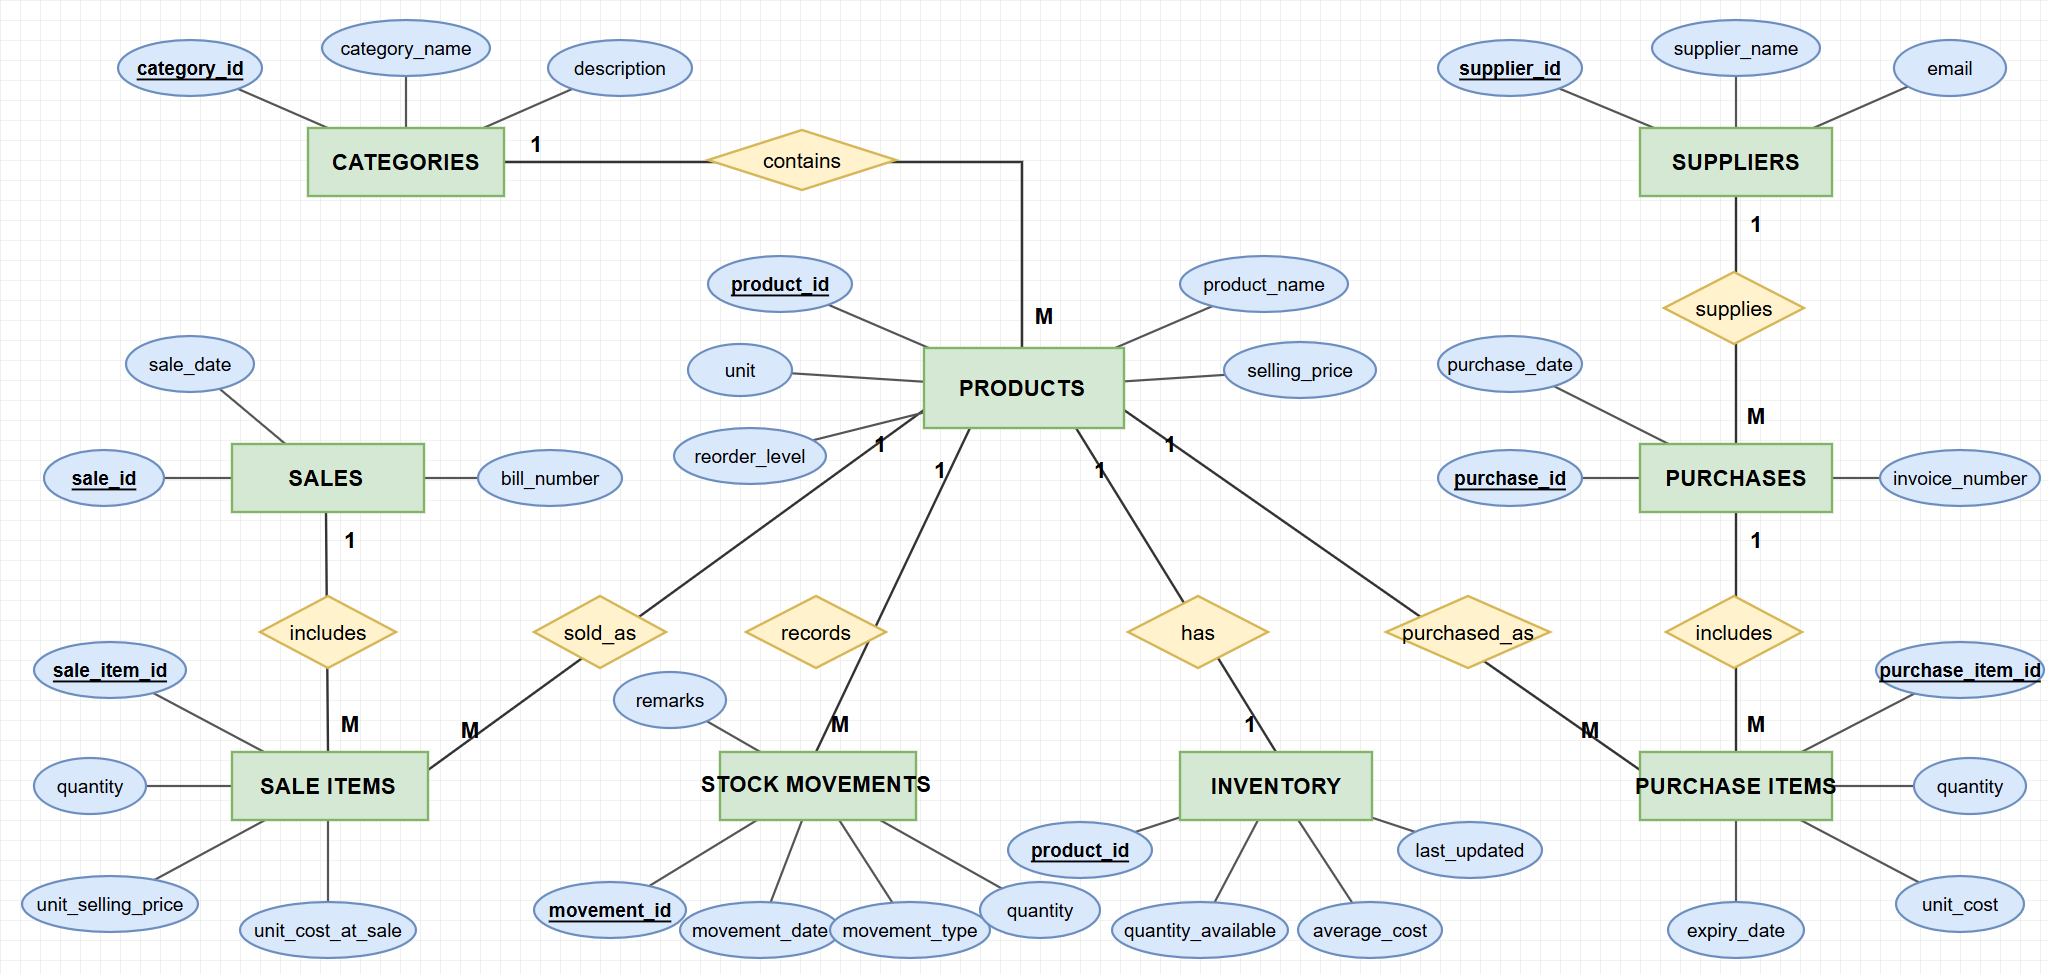 category_id
category_name
description
supplier_id
supplier_name
email
CATEGORIES
1
contains
SUPPLIERS
1
product_id
product_name
supplies
M
sale_date
unit
PRODUCTS
selling_price
purchase_date
M
reorder_level
1
1
1
1
sale_id
SALES
bill_number
purchase_id
PURCHASES
invoice_number
1
1
includes
sold_as
records
has
purchased_as
includes
sale_item_id
remarks
purchase_item_id
M
M
M
1
M
M
quantity
SALE ITEMS
STOCK MOVEMENTS
INVENTORY
PURCHASE ITEMS
quantity
product_id
last_updated
unit_selling_price
unit_cost_at_sale
movement_id
movement_date
movement_type
quantity
quantity_available
average_cost
expiry_date
unit_cost